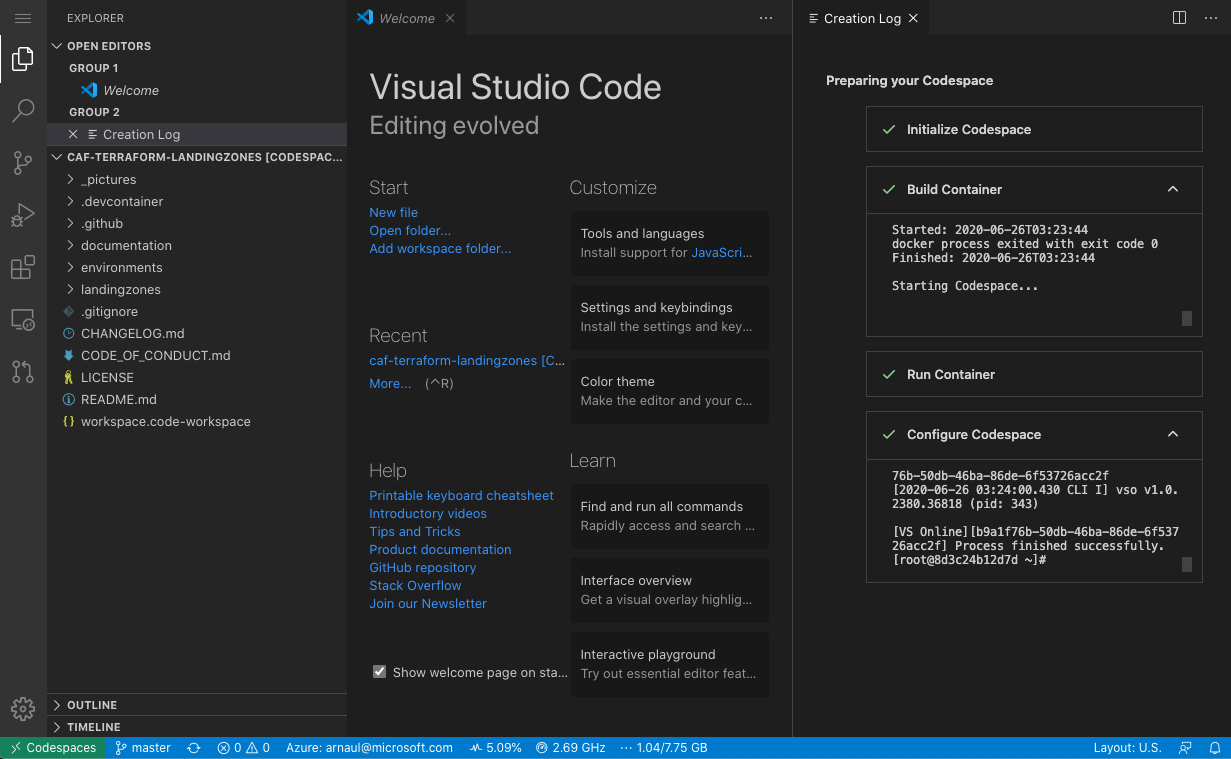 EXPLORER
OPEN EDITORS
GROUP 1
Welcome
GROUP 2
Creation Log
CAF-TERRAFORM-LANDINGZONES [CODESPAC...
_pictures
.devcontainer
.github
documentation
environments
landingzones
.gitignore
CHANGELOG.md
CODE_OF_CONDUCT.md
LICENSE
README.md
workspace.code-workspace
OUTLINE
TIMELINE
Welcome
Visual Studio Code
Editing evolved
Start
New file
Open folder...
Add workspace folder...
Recent
caf-terraform-landingzones [C...
More... (^R)
Help
Printable keyboard cheatsheet
Introductory videos
Tips and Tricks
Product documentation
GitHub repository
Stack Overflow
Join our Newsletter
Show welcome page on sta...
Customize
Tools and languages
Install support for JavaScri...
Settings and keybindings
Install the settings and key...
Color theme
Make the editor and your c...
Learn
Find and run all commands
Rapidly access and search ...
Interface overview
Get a visual overlay highlig...
Interactive playground
Try out essential editor feat...
Creation Log
Preparing your Codespace
Initialize Codespace
Build Container
Started: 2020-06-26T03:23:44
docker process exited with exit code 0
Finished: 2020-06-26T03:23:44
Starting Codespace...
Run Container
Configure Codespace
76b-50db-46ba-86de-6f53726acc2f
[2020-06-26 03:24:00.430 CLI I] vso v1.0.
2380.36818 (pid: 343)
[VS Online][b9a1f76b-50db-46ba-86de-6f537
26acc2f] Process finished successfully.
[root@8d3c24b12d7d ~]#
Codespaces master 0 0 Azure: arnaul@microsoft.com 5.09% 2.69 GHz ··· 1.04/7.75 GB Layout: U.S.